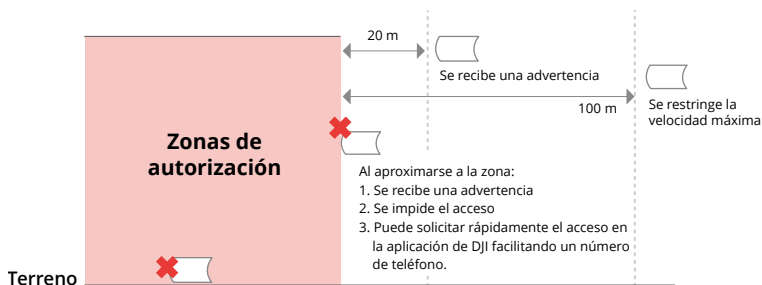 20 m
Se recibe una advertencia
100 m
Se restringe la
velocidad máxima
Zonas de
autorización
Al aproximarse a la zona:
1. Se recibe una advertencia
2. Se impide el acceso
3. Puede solicitar rápidamente el acceso en
la aplicación de DJI facilitando un número
de teléfono.
Terreno